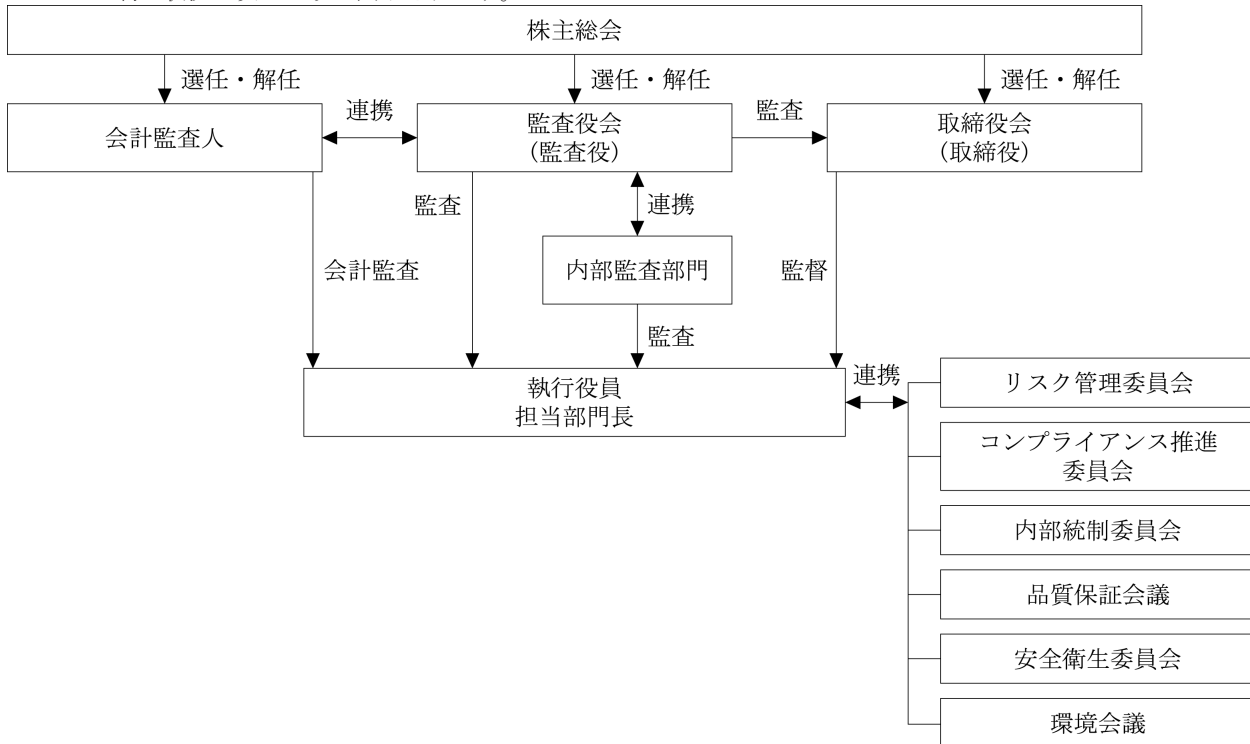 株主総会
選任・解任
選任・解任
選任・解任
会計監査人
連携
監査役会
(監査役)
監査
取締役会
(取締役)
監査
連携
会計監査
内部監査部門
監督
監査
執行役員
担当部門長
連携
リスク管理委員会
コンプライアンス推進
委員会
内部統制委員会
品質保証会議
安全衛生委員会
環境会議